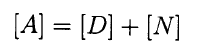 [A] = [D] + [N]